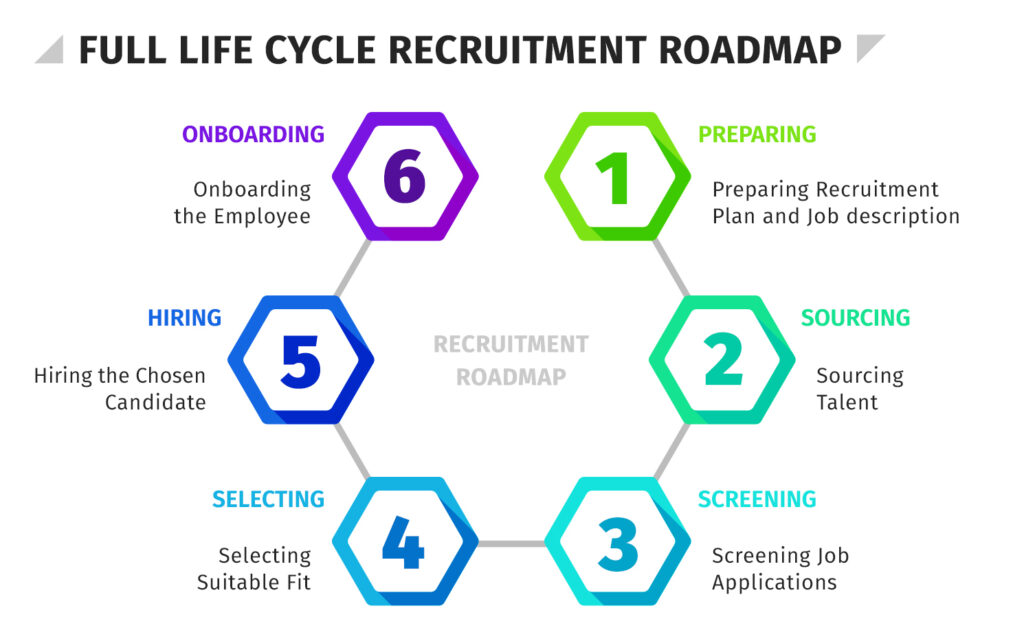 FULL LIFE CYCLE RECRUITMENT ROADMAP
1
PREPARING
Preparing Recruitment
Plan and Job description
2
SOURCING
Sourcing
Talent
3
SCREENING
Screening Job
Applications
4
SELECTING
Selecting
Suitable Fit
5
HIRING
Hiring the Chosen
Candidate
6
ONBOARDING
Onboarding
the Employee
RECRUITMENT
ROADMAP